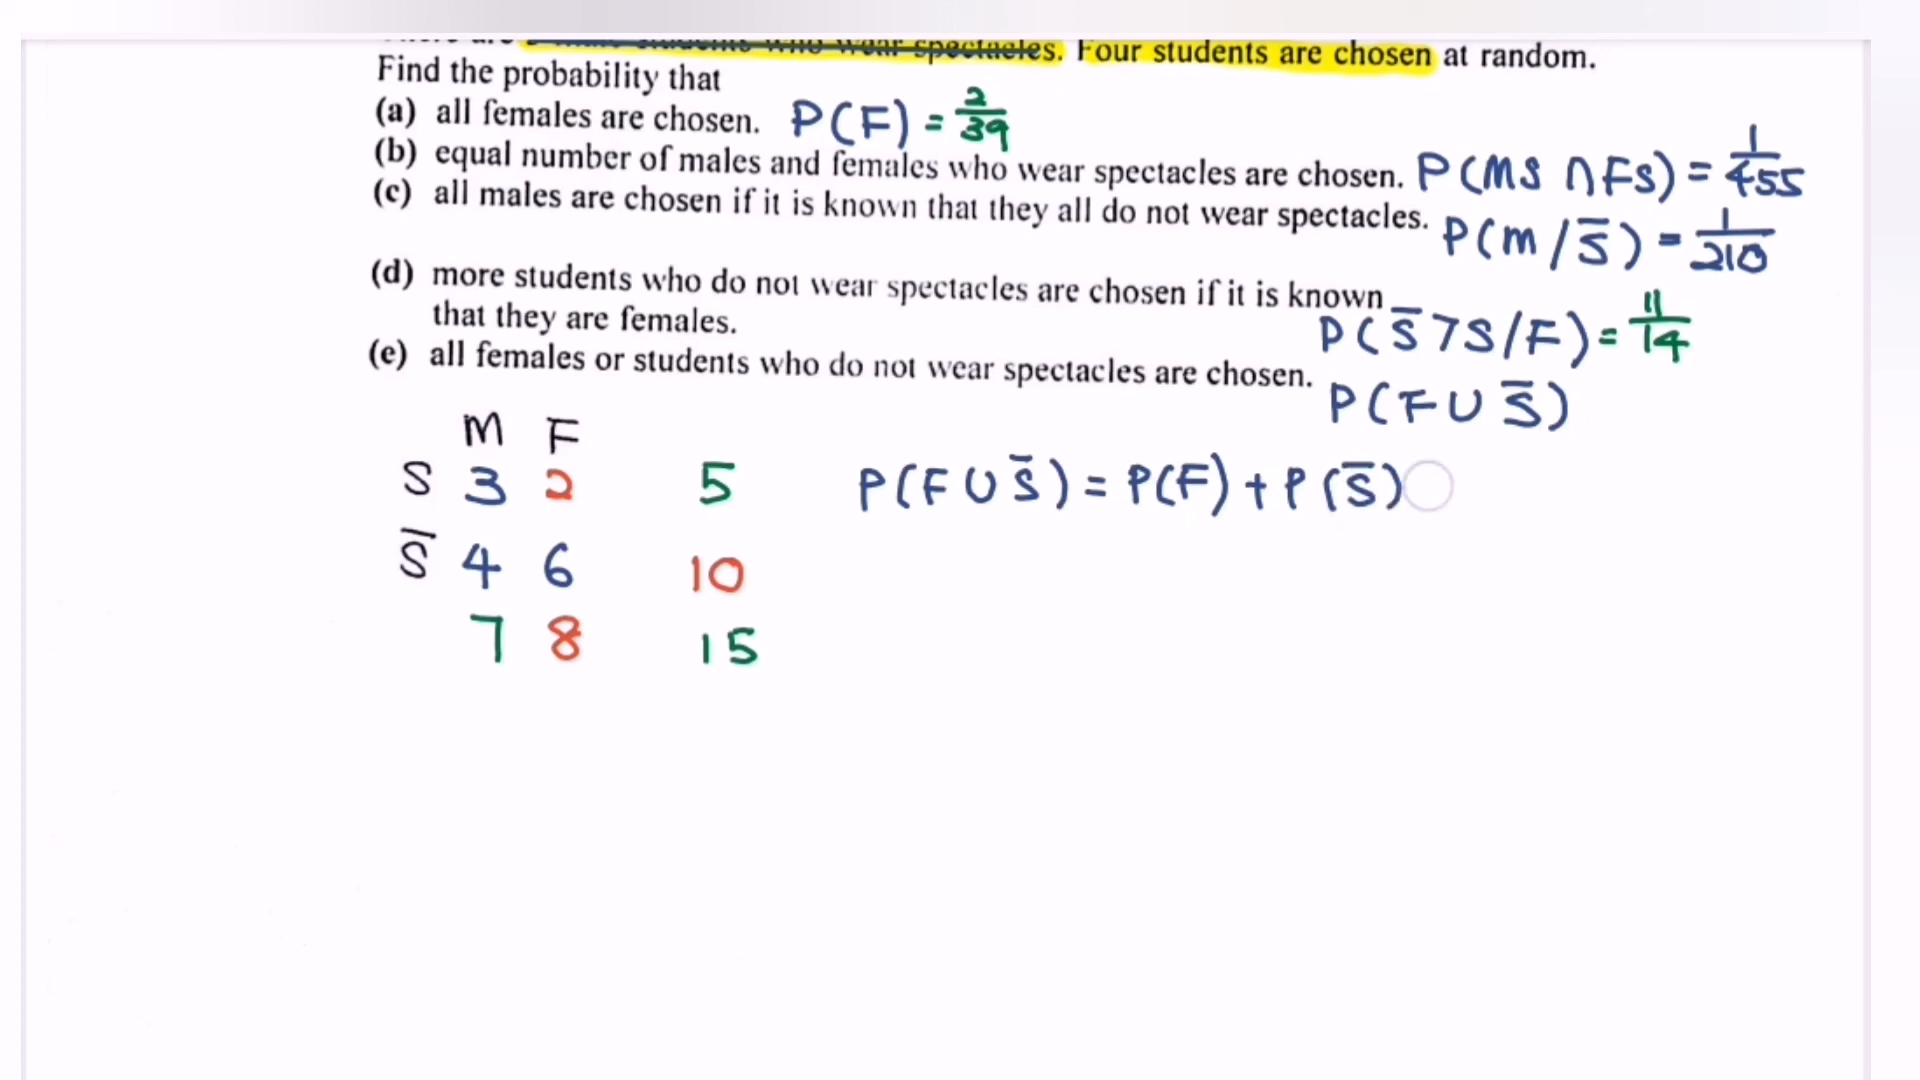 spectacles. Four students are chosen at random.
Find the probability that
(a) all females are chosen. P(F) = 2/39
(b) equal number of males and females who wear spectacles are chosen. P(MS ∩ FS) = 1/455
(c) all males are chosen if it is known that they all do not wear spectacles. P(M/S̄) = 1/210
(d) more students who do not wear spectacles are chosen if it is known
that they are females. P(S̄ > S/F) = 11/14
(e) all females or students who do not wear spectacles are chosen. P(F ∪ S̄)
M F
S 3 2 5 P(F ∪ S̄) = P(F) + P(S̄)
S̄ 4 6 10
7 8 15